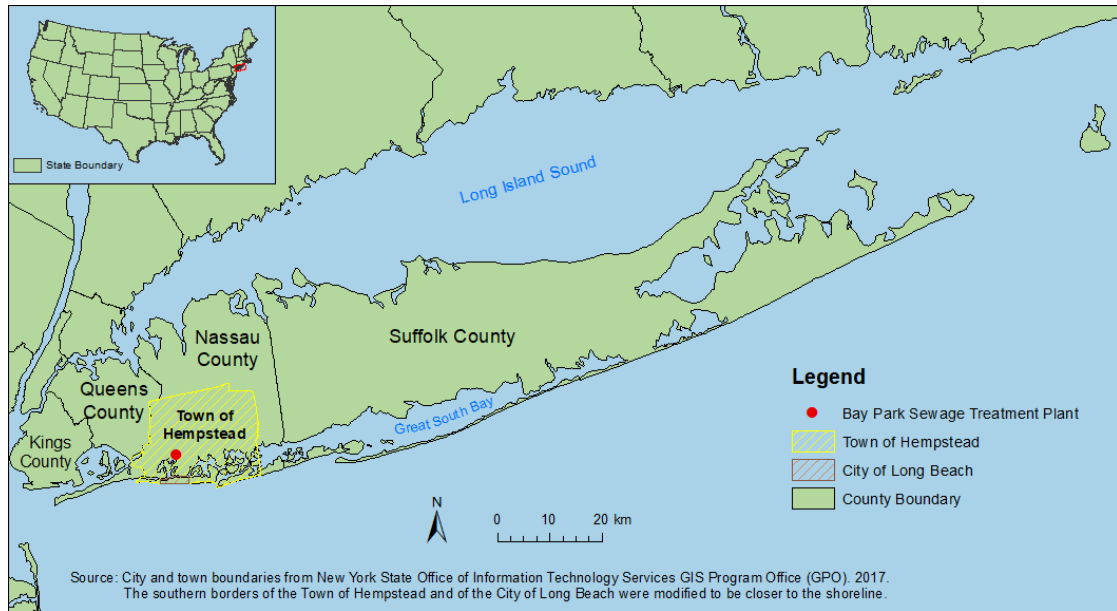 State Boundary
Long Island Sound
Nassau
County
Suffolk County
Queens
County
Great South Bay
Town of
Hempstead
Kings
County
Legend
Bay Park Sewage Treatment Plant
Town of Hempstead
City of Long Beach
County Boundary
N
0 10 20 km
Source: City and town boundaries from New York State Office of Information Technology Services GIS Program Office (GPO). 2017.
The southern borders of the Town of Hempstead and of the City of Long Beach were modified to be closer to the shoreline.